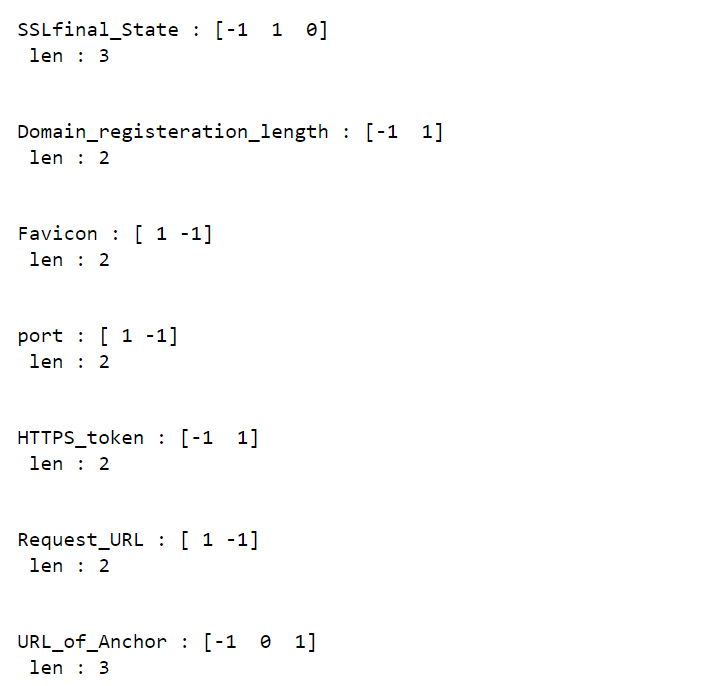 SSLfinal_State : [-1  1  0]
 len : 3
Domain_registeration_length : [-1  1]
 len : 2
Favicon : [ 1 -1]
 len : 2
port : [ 1 -1]
 len : 2
HTTPS_token : [-1  1]
 len : 2
Request_URL : [ 1 -1]
 len : 2
URL_of_Anchor : [-1  0  1]
 len : 3